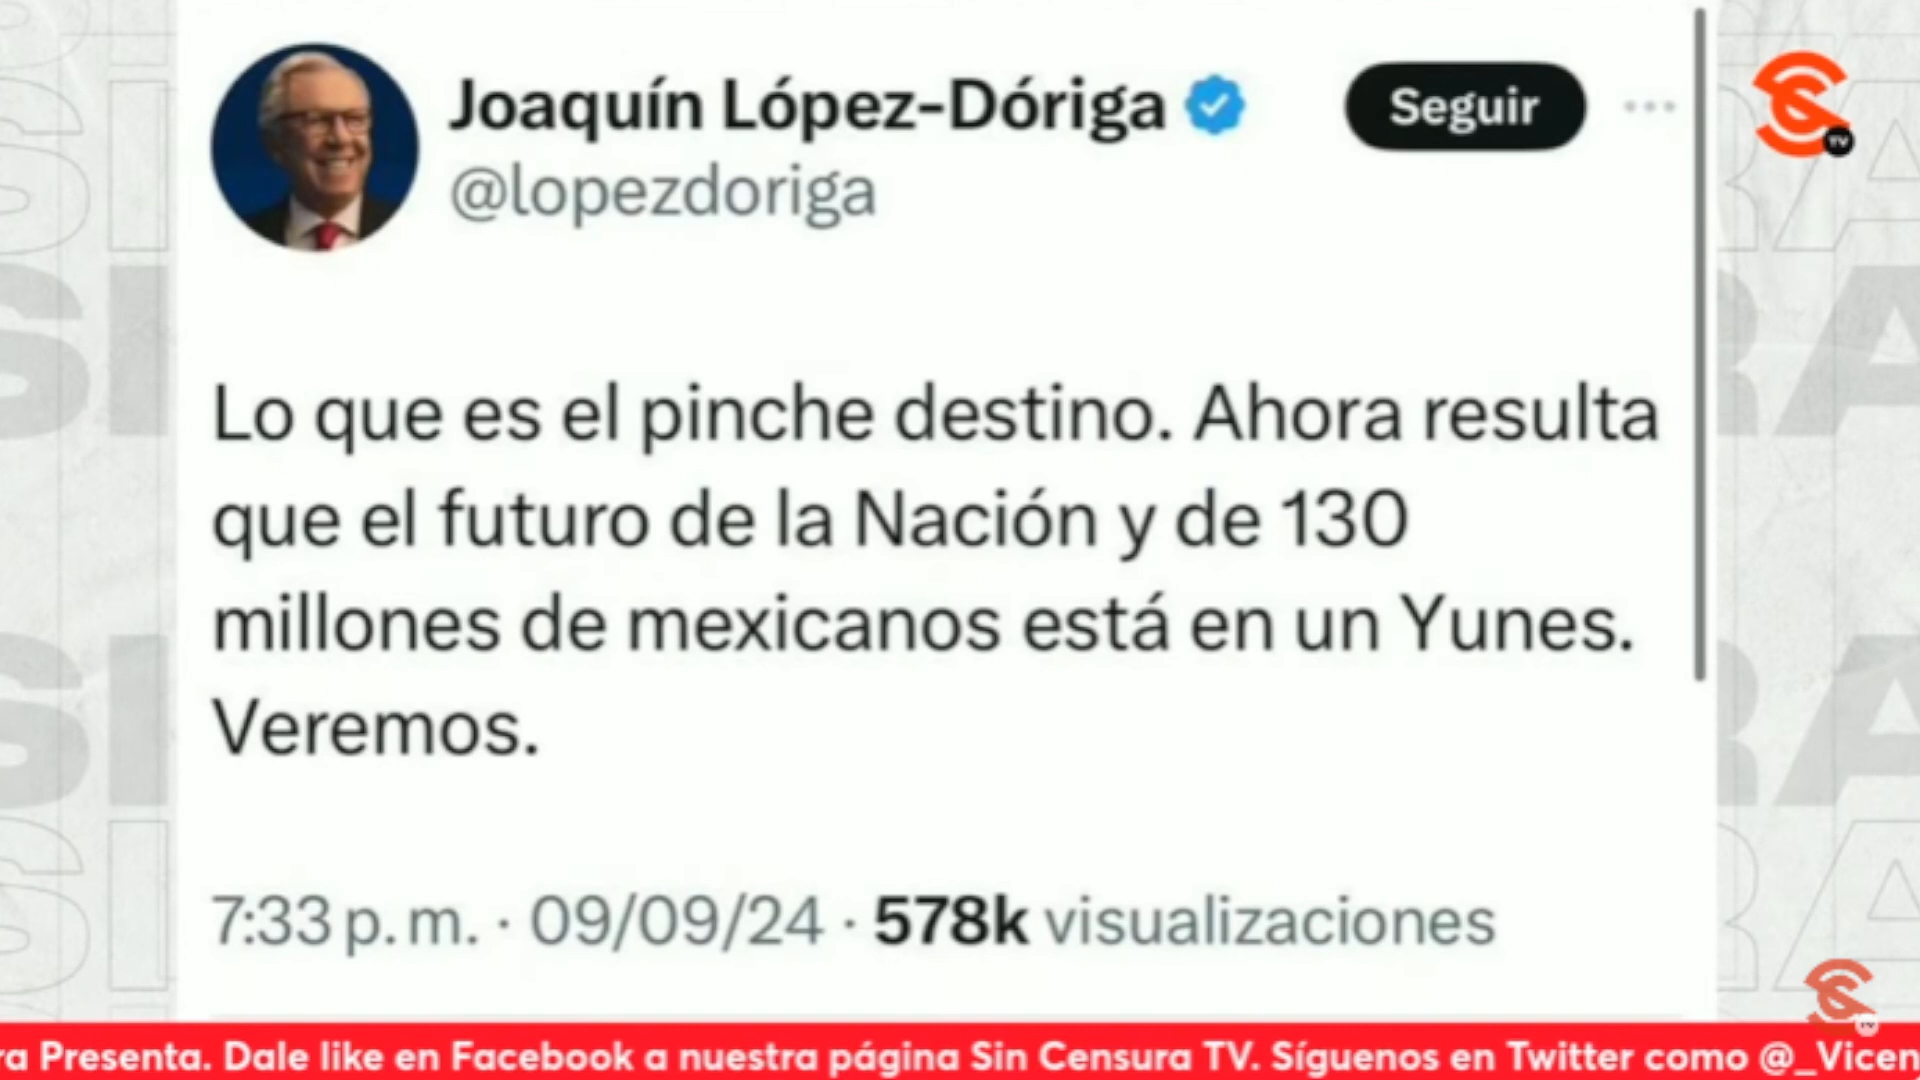 Joaquín López-Dóriga
Seguir
@lopezdoriga
Lo que es el pinche destino. Ahora resulta
que el futuro de la Nación y de 130
millones de mexicanos está en un Yunes.
Veremos.
7:33 p. m. · 09/09/24 · 578k visualizaciones
ra Presenta. Dale like en Facebook a nuestra página Sin Censura TV. Síguenos en Twitter como @_Vicen